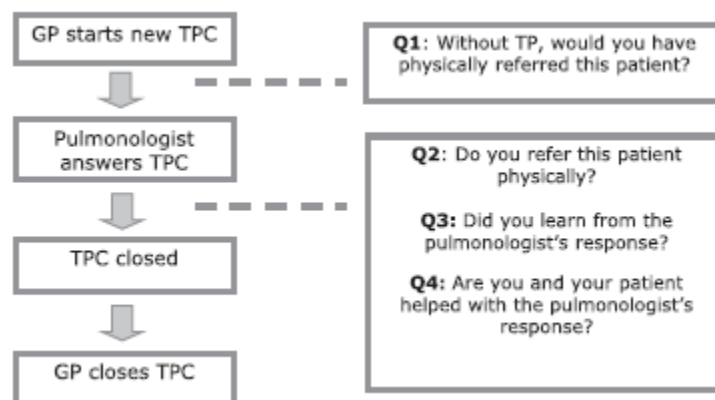 GP starts new TPC
Q1: Without TP, would you have
physically referred this patient?
Pulmonologist
answers TPC
Q2: Do you refer this patient
physically?
Q3: Did you learn from the
pulmonologist's response?
Q4: Are you and your patient
helped with the pulmonologist's
response?
TPC closed
GP closes TPC